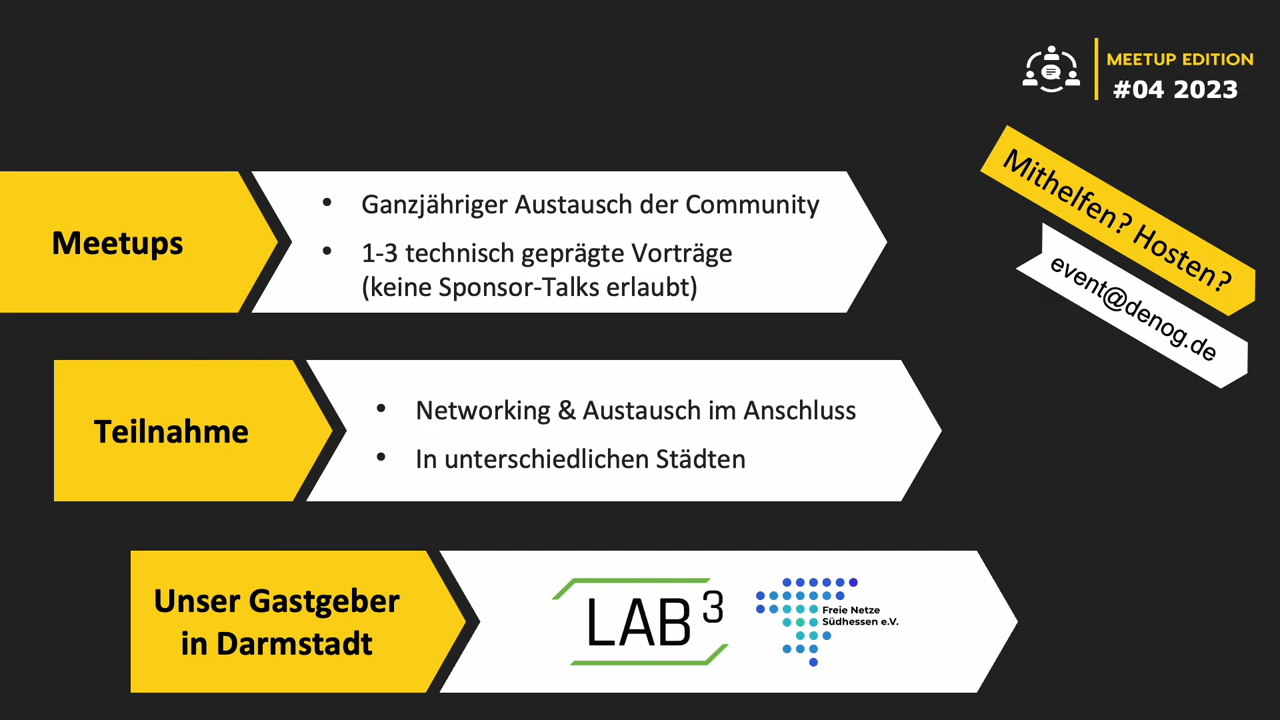 MEETUP EDITION
#04 2023
Mithelfen? Hosten?
event@denog.de
Meetups
• Ganzjähriger Austausch der Community
• 1-3 technisch geprägte Vorträge
(keine Sponsor-Talks erlaubt)
Teilnahme
• Networking & Austausch im Anschluss
• In unterschiedlichen Städten
Unser Gastgeber
in Darmstadt
LAB³
Freie Netze
Südhessen e.V.